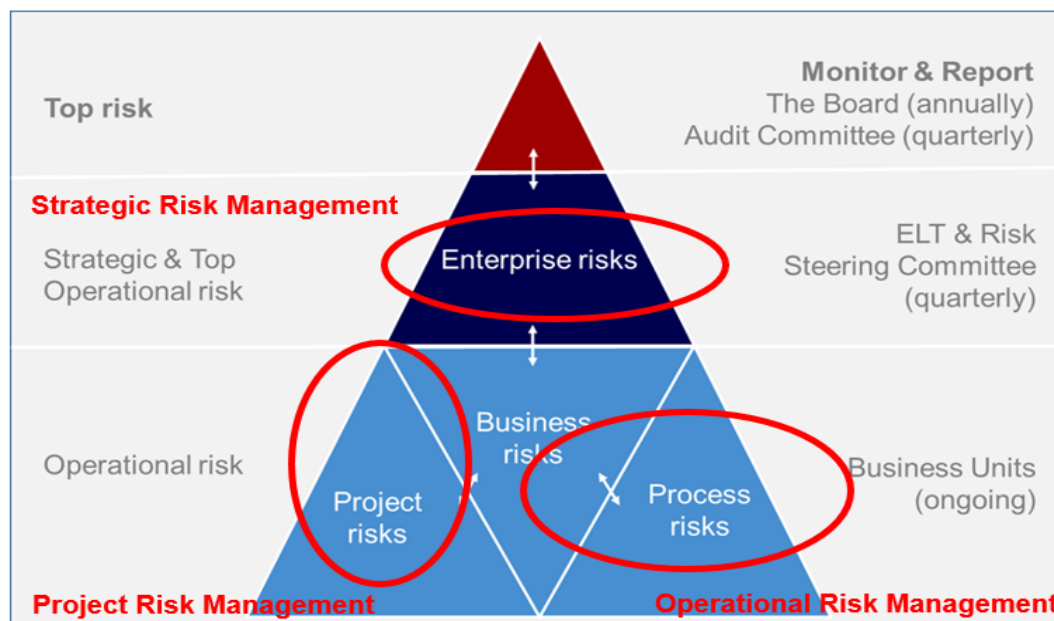 Top risk
Monitor & Report
The Board (annually)
Audit Committee (quarterly)
Strategic Risk Management
Strategic & Top
Operational risk
Enterprise risks
ELT & Risk
Steering Committee
(quarterly)
Operational risk
Business
risks
Project
risks
Process
risks
Business Units
(ongoing)
Project Risk Management
Operational Risk Management